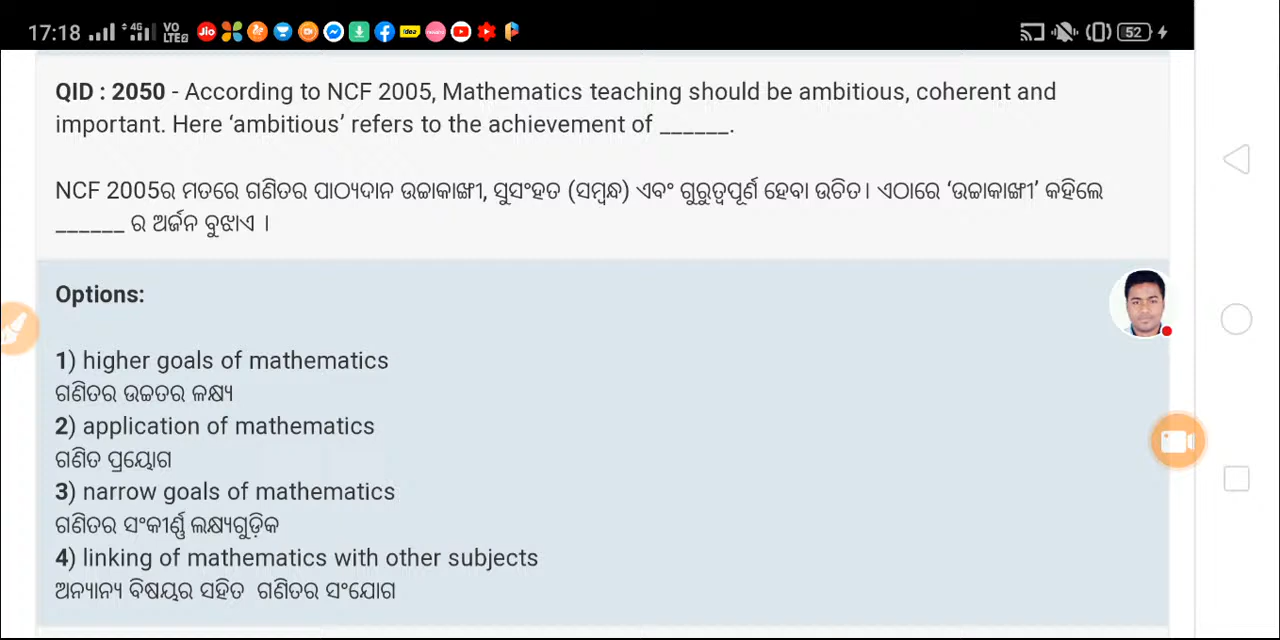 17:18 4G VO LTE2 Jio idea 52
QID : 2050 - According to NCF 2005, Mathematics teaching should be ambitious, coherent and
important. Here ‘ambitious’ refers to the achievement of ______.
NCF 2005ର ମତରେ ଗଣିତର ପାଠ୍ୟଦାନ ଉଚ୍ଚାକାଙ୍କ୍ଷୀ, ସୁସଂହତ (ସମ୍ବନ୍ଧ) ଏବଂ ଗୁରୁତ୍ୱପୂର୍ଣ ହେବା ଉଚିତ। ଏଠାରେ ‘ଉଚ୍ଚାକାଙ୍କ୍ଷୀ’ କହିଲେ
______ ର ଅର୍ଜନ ବୁଝାଏ ।
Options:
1) higher goals of mathematics
ଗଣିତର ଉଚ୍ଚତର ଳକ୍ଷ୍ୟ
2) application of mathematics
ଗଣିତ ପ୍ରୟୋଗ
3) narrow goals of mathematics
ଗଣିତର ସଂକୀର୍ଣ୍ଣ ଲକ୍ଷ୍ୟଗୁଡ଼ିକ
4) linking of mathematics with other subjects
ଅନ୍ୟାନ୍ୟ ବିଷୟର ସହିତ ଗଣିତର ସଂଯୋଗ